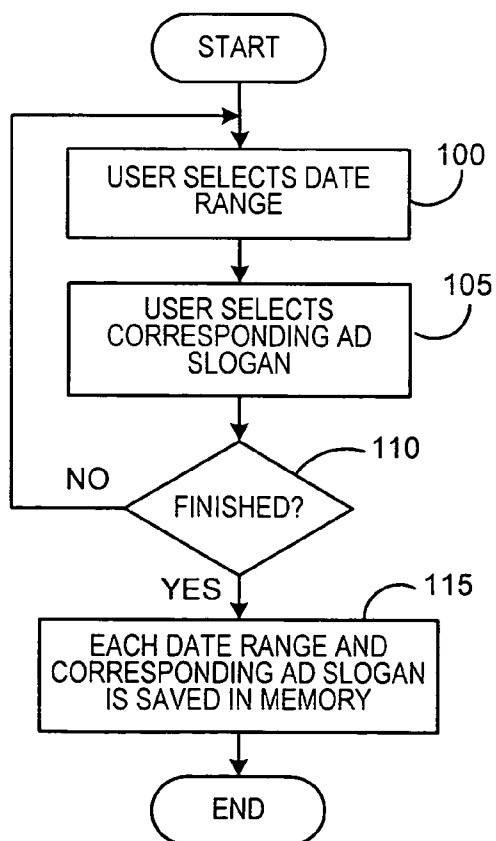 START
100
USER SELECTS DATE
RANGE
105
USER SELECTS
CORRESPONDING AD
SLOGAN
110
NO
FINISHED?
YES
115
EACH DATE RANGE AND
CORRESPONDING AD SLOGAN
IS SAVED IN MEMORY
END